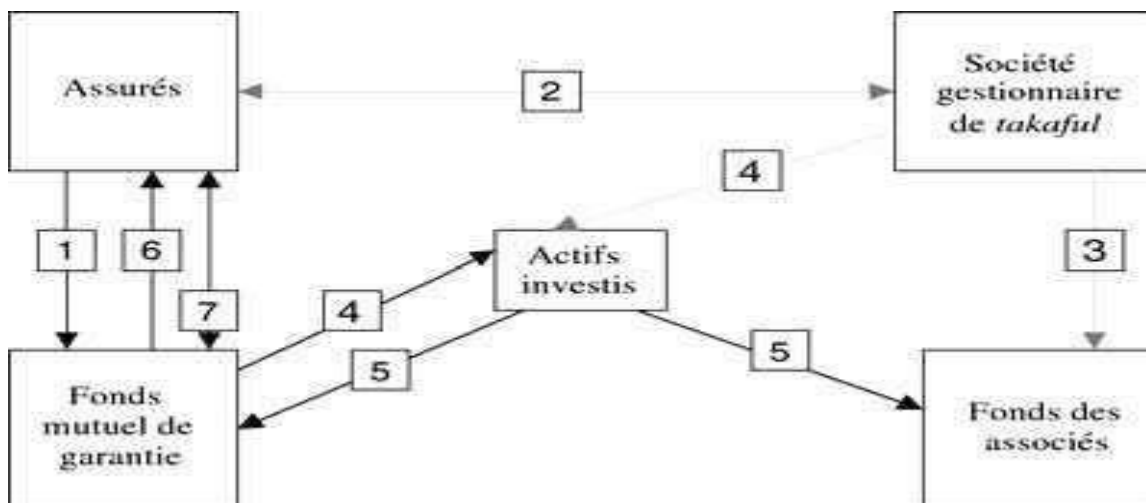 Assurés
2
Société
gestionnaire
de takaful
4
1
6
3
Actifs
investis
7
4
5
5
Fonds
mutuel de
garantie
Fonds des
associés